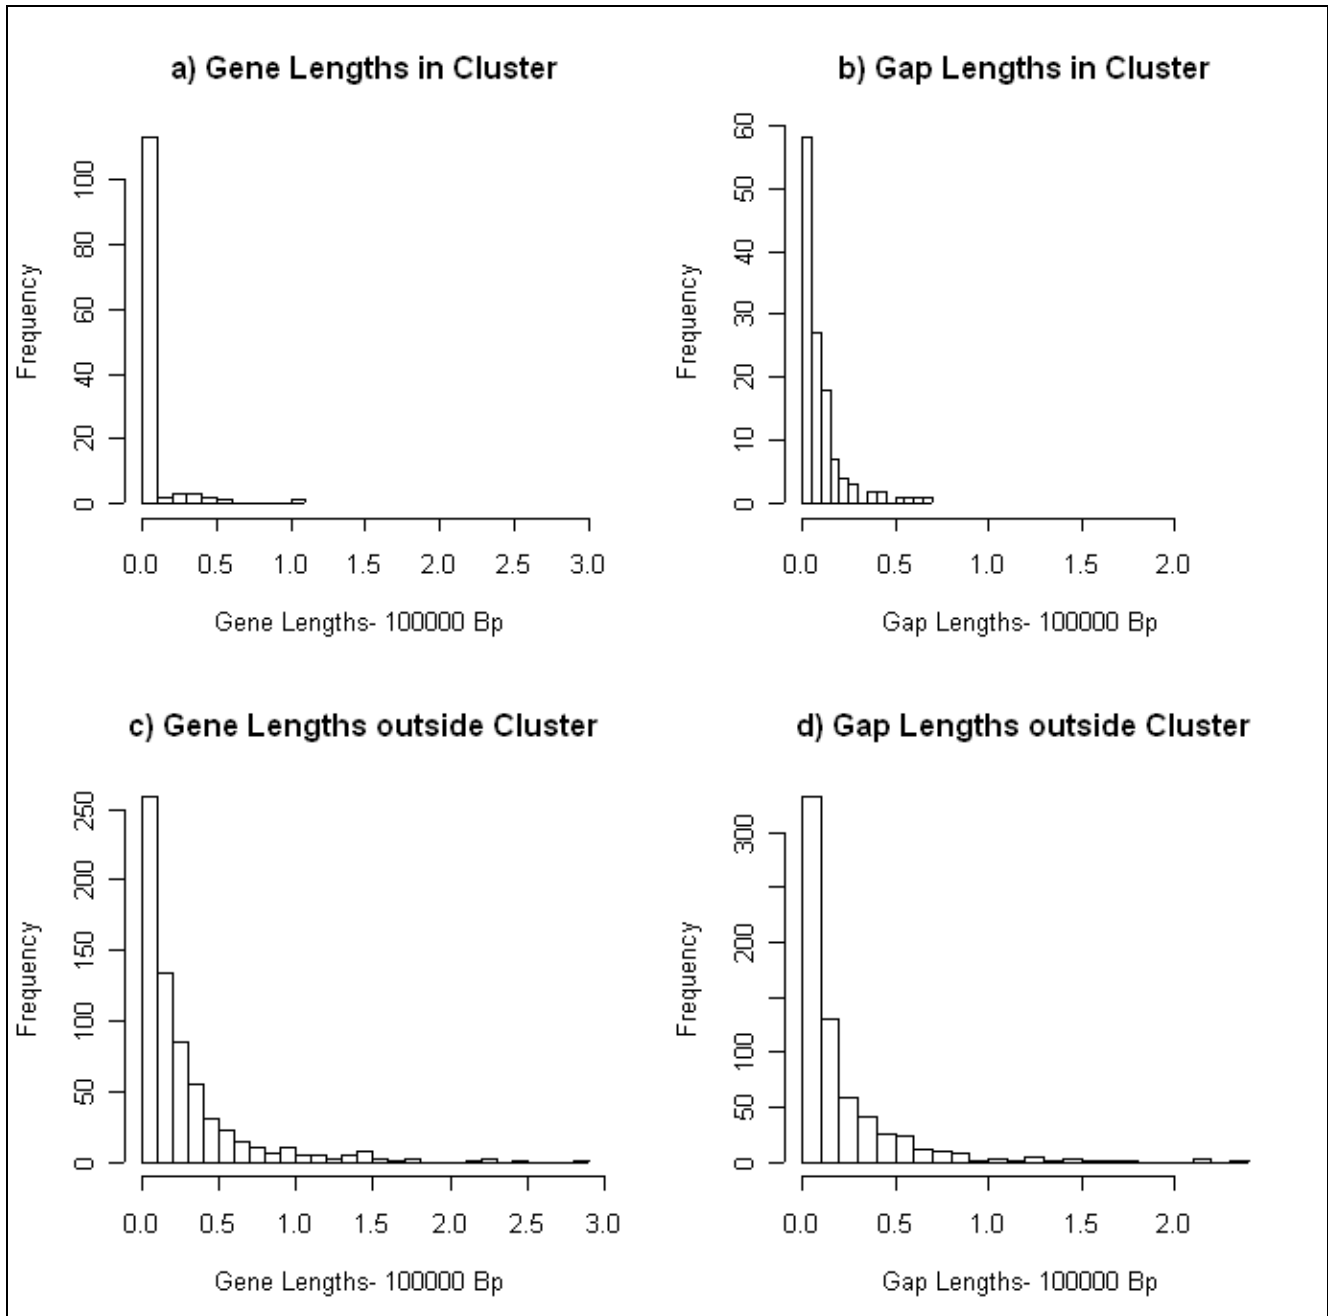 a) Gene Lengths in Cluster
Frequency
0 20 40 60 80 100
0.0 0.5 1.0 1.5 2.0 2.5 3.0
Gene Lengths- 100000 Bp
b) Gap Lengths in Cluster
Frequency
0 10 20 30 40 50 60
0.0 0.5 1.0 1.5 2.0
Gap Lengths- 100000 Bp
c) Gene Lengths outside Cluster
Frequency
0 50 100 150 200 250
0.0 0.5 1.0 1.5 2.0 2.5 3.0
Gene Lengths- 100000 Bp
d) Gap Lengths outside Cluster
Frequency
0 50 100 200 300
0.0 0.5 1.0 1.5 2.0
Gap Lengths- 100000 Bp